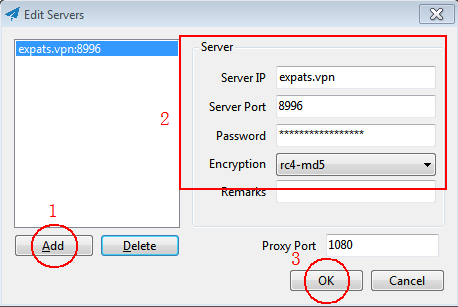 Edit Servers
expats.vpn:8996
Server
Server IP expats.vpn
2 Server Port 8996
Password *****************
Encryption rc4-md5
Remarks
1
Add Delete Proxy Port 1080
3 OK Cancel